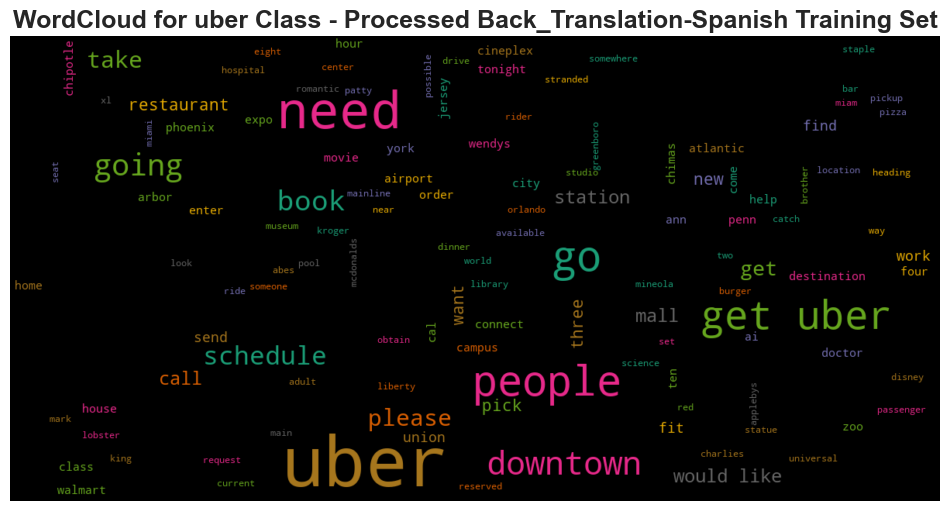 WordCloud for uber Class - Processed Back_Translation-Spanish Training Set
chipotle
take
eight
hour
hospital
center
drive
possible
cineplex
tonight
somewhere
stranded
staple
xl
restaurant
romantic
patty
jersey
bar
miam
pickup
pizza
miami
phoenix
expo
need
rider
greenboro
find
seat
going
movie
york
wendys
studio
chimas
atlantic
brother
location
heading
arbor
enter
book
mainline
airport
order
near
city
orlando
station
new
come
help
ann
penn
catch
museum
kroger
available
way
look
abes
pool
mcdonalds
dinner
world
go
two
get
destination
work
four
home
ride
someone
library
mineola
burger
want
three
mall
get uber
send
schedule
obtain
cal
connect
set
ai
doctor
call
adult
liberty
campus
people
science
ten
disney
house
mark
lobster
please
pick
red
applebys
passenger
main
union
fit
statue
zoo
class
king
request
uber
downtown
charlies
universal
walmart
current
reserved
would like